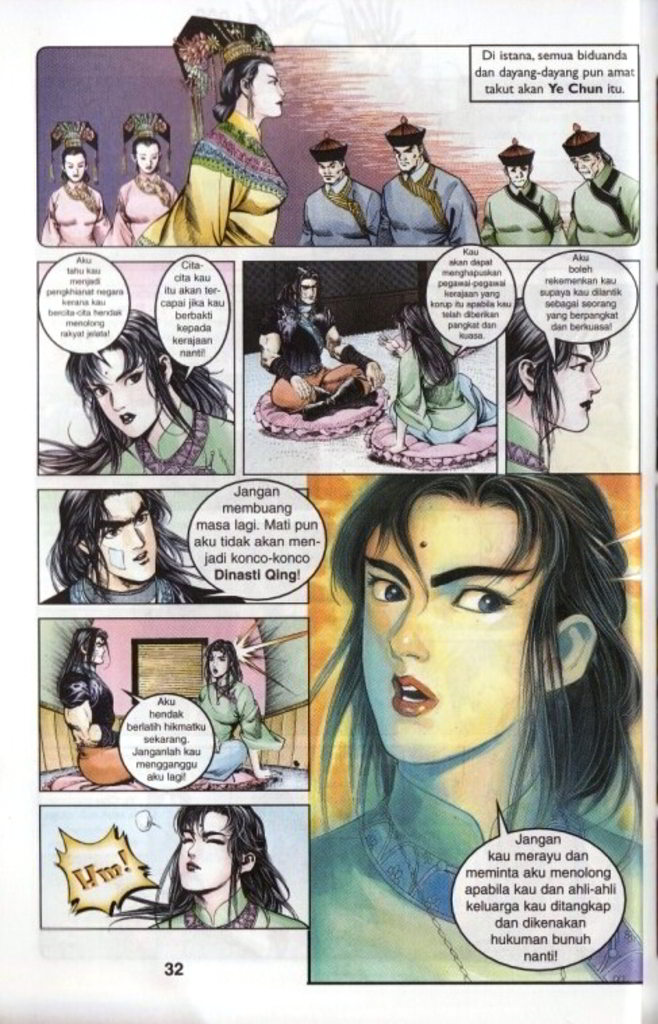 Di istana, semua biduanda
dan dayang-dayang pun amat
takut akan Ye Chun itu.
Aku
tahu kau
menjadi
pengkhianat negara
kerana kau
bercita-cita hendak
menolong
rakyat jelata!
Cita-
cita kau
itu akan ter-
capai jika kau
berbakti
kepada
kerajaan
nanti!
Kau
akan dapat
menghapuskan
pegawai-pegawai
kerajaan yang
korup itu apabila kau
telah diberikan
pangkat dan
kuasa.
Aku
boleh
rekemenkan kau
supaya kau dilantik
sebagai seorang
yang berpangkat
dan berkuasa!
Jangan
membuang
masa lagi. Mati pun
aku tidak akan men-
jadi konco-konco
Dinasti Qing!
Aku
hendak
berlatih hikmatku
sekarang.
Janganlah kau
mengganggu
aku lagi!
Hm!
Jangan
kau merayu dan
meminta aku menolong
apabila kau dan ahli-ahli
keluarga kau ditangkap
dan dikenakan
hukuman bunuh
nanti!
32